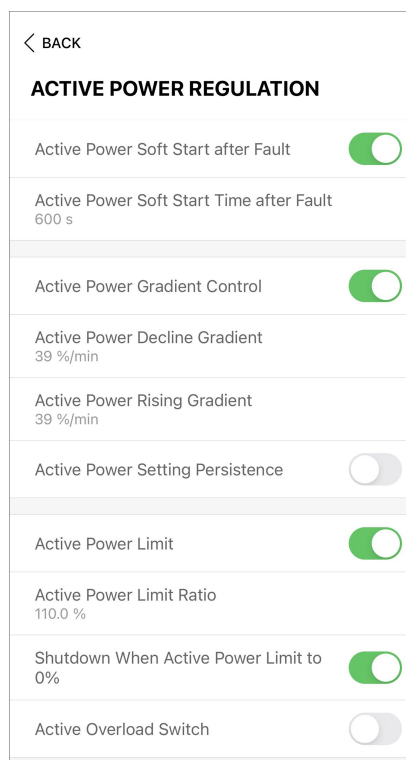 BACK
ACTIVE POWER REGULATION
Active Power Soft Start after Fault
Active Power Soft Start Time after Fault
600 s
Active Power Gradient Control
Active Power Decline Gradient
39 %/min
Active Power Rising Gradient
39 %/min
Active Power Setting Persistence
Active Power Limit
Active Power Limit Ratio
110.0 %
Shutdown When Active Power Limit to
0%
Active Overload Switch